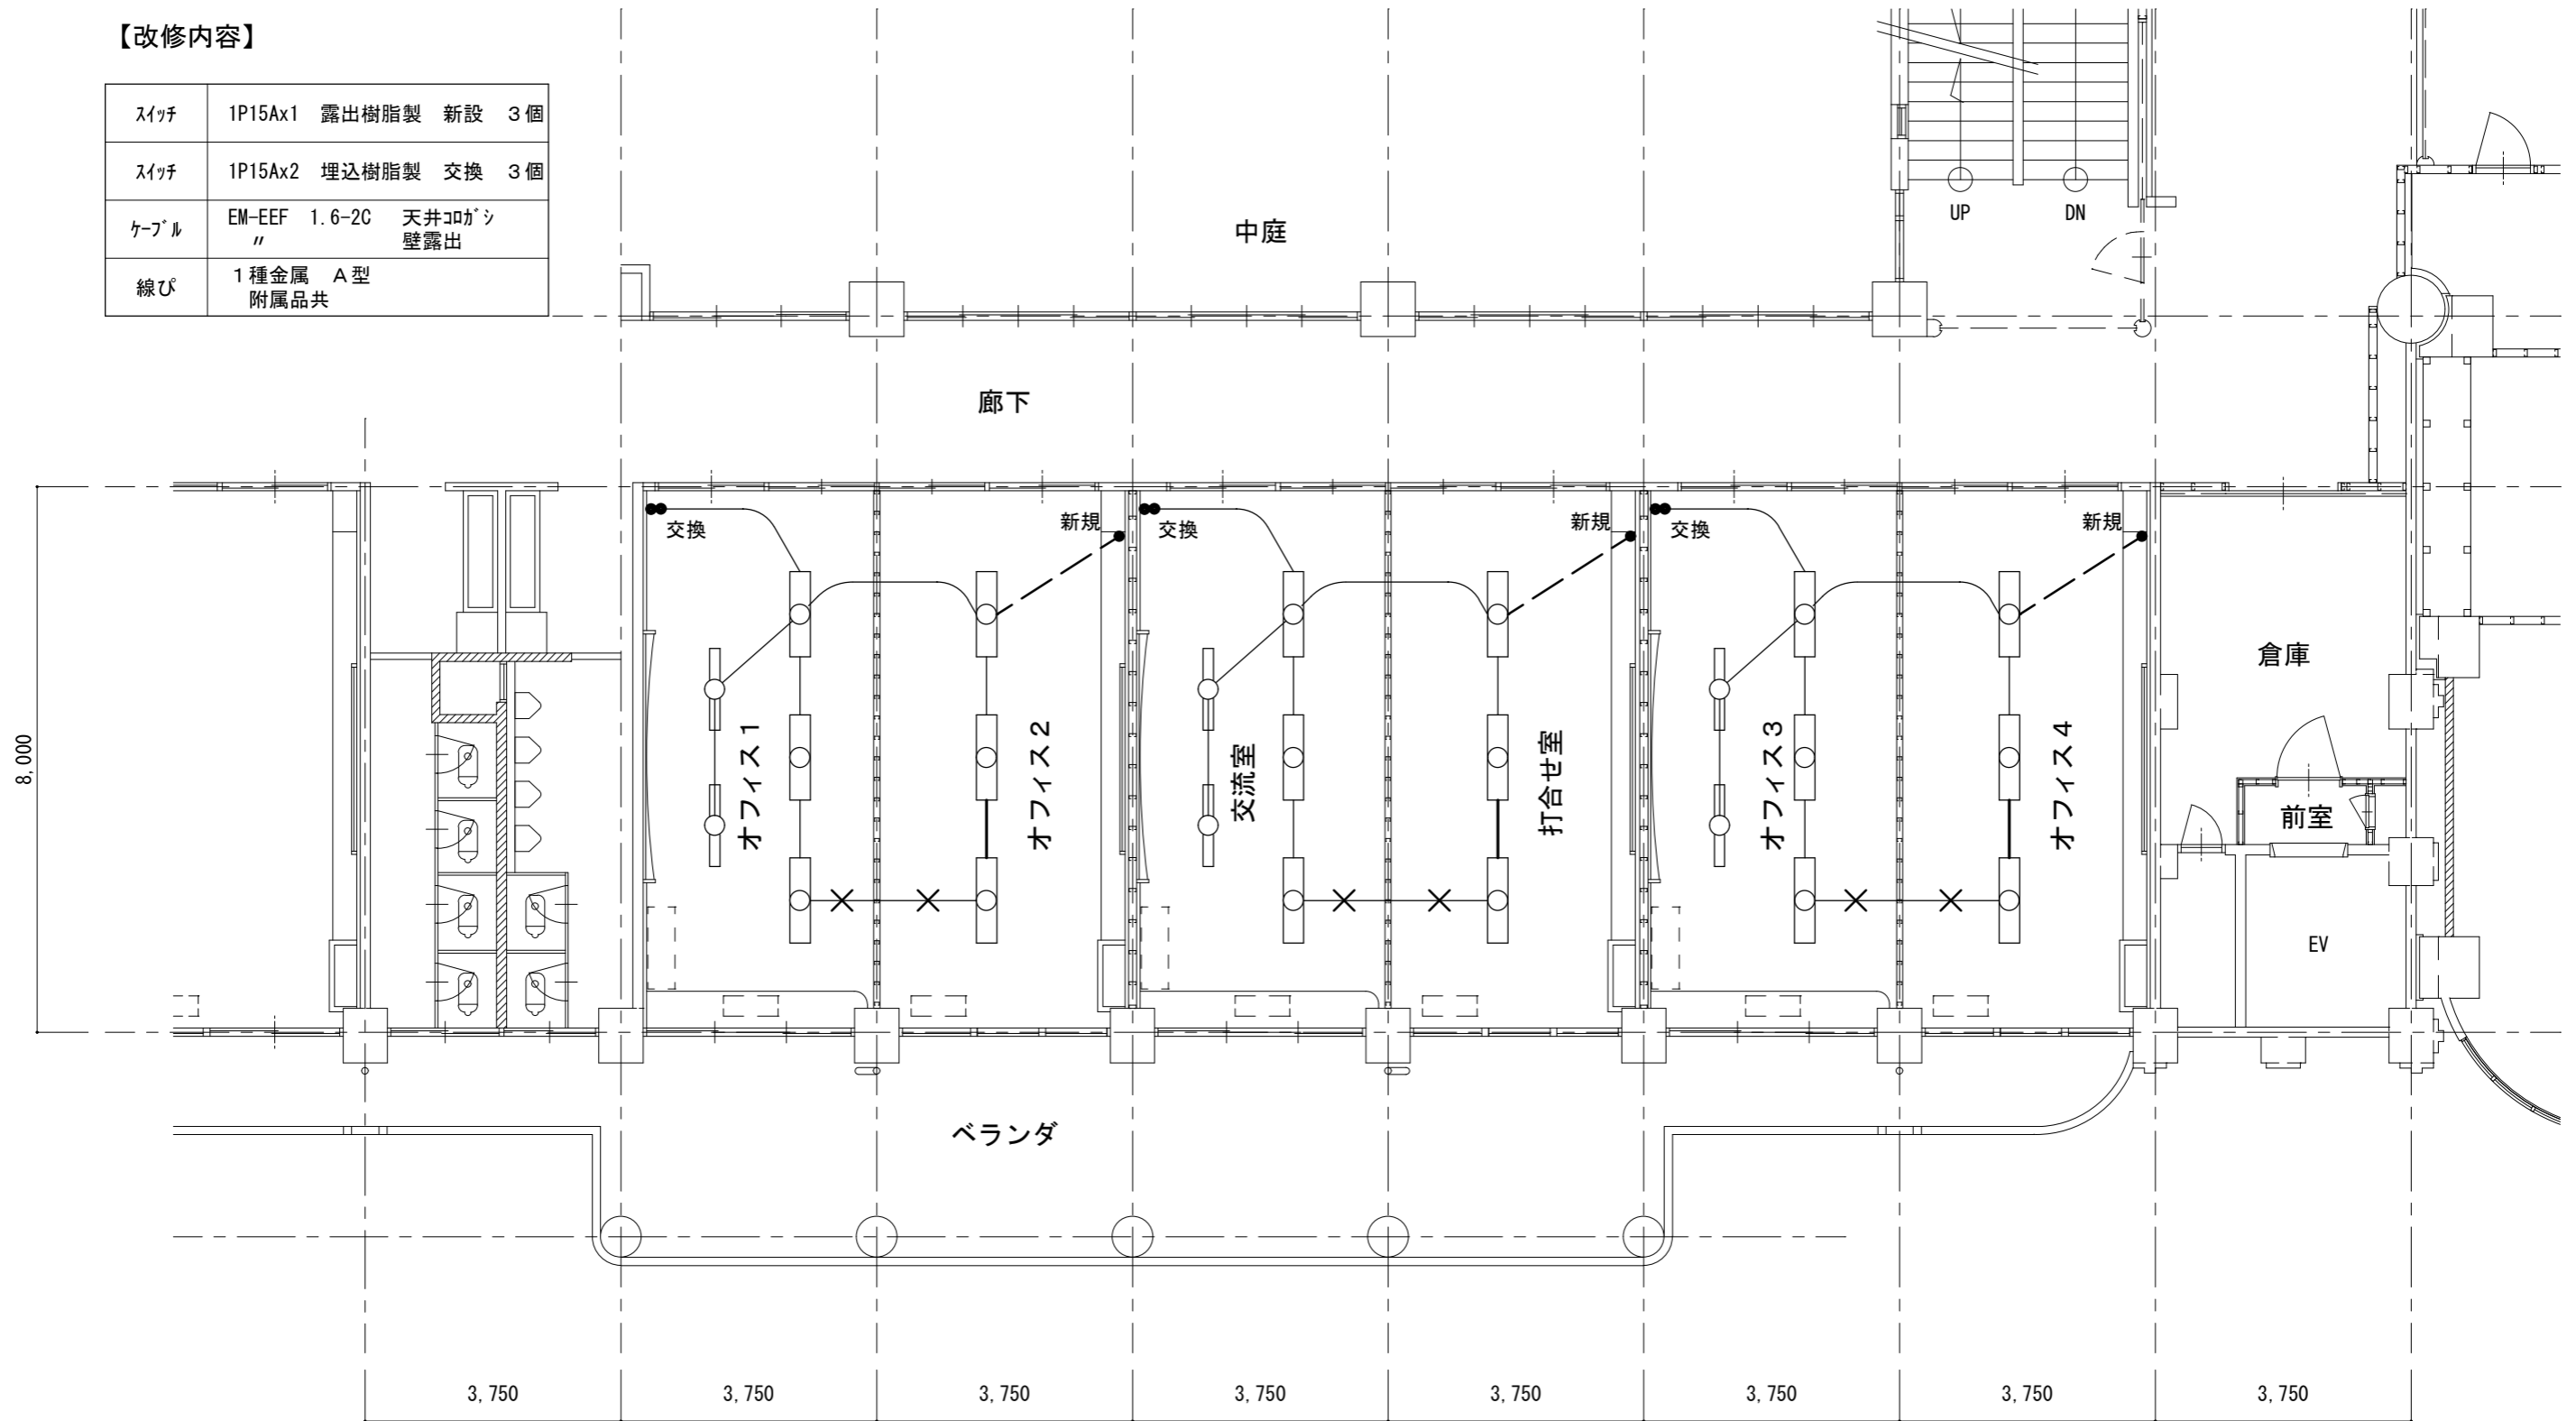 【改修内容】
ｽｲｯﾁ 1P15Ax1 露出樹脂製 新設 ３個
ｽｲｯﾁ 1P15Ax2 埋込樹脂製 交換 ３個
ｹｰﾌﾞﾙ EM-EEF 1.6-2C 天井ｺﾛｶﾞｼ
〃 壁露出
線ぴ １種金属 Ａ型
附属品共
UP DN
中庭
廊下
交換 新規 交換 新規 交換 新規
倉庫
8,000
オフィス１
オフィス２
交流室
打合せ室
オフィス３
オフィス４
前室
EV
ベランダ
3,750 3,750 3,750 3,750 3,750 3,750 3,750 3,750